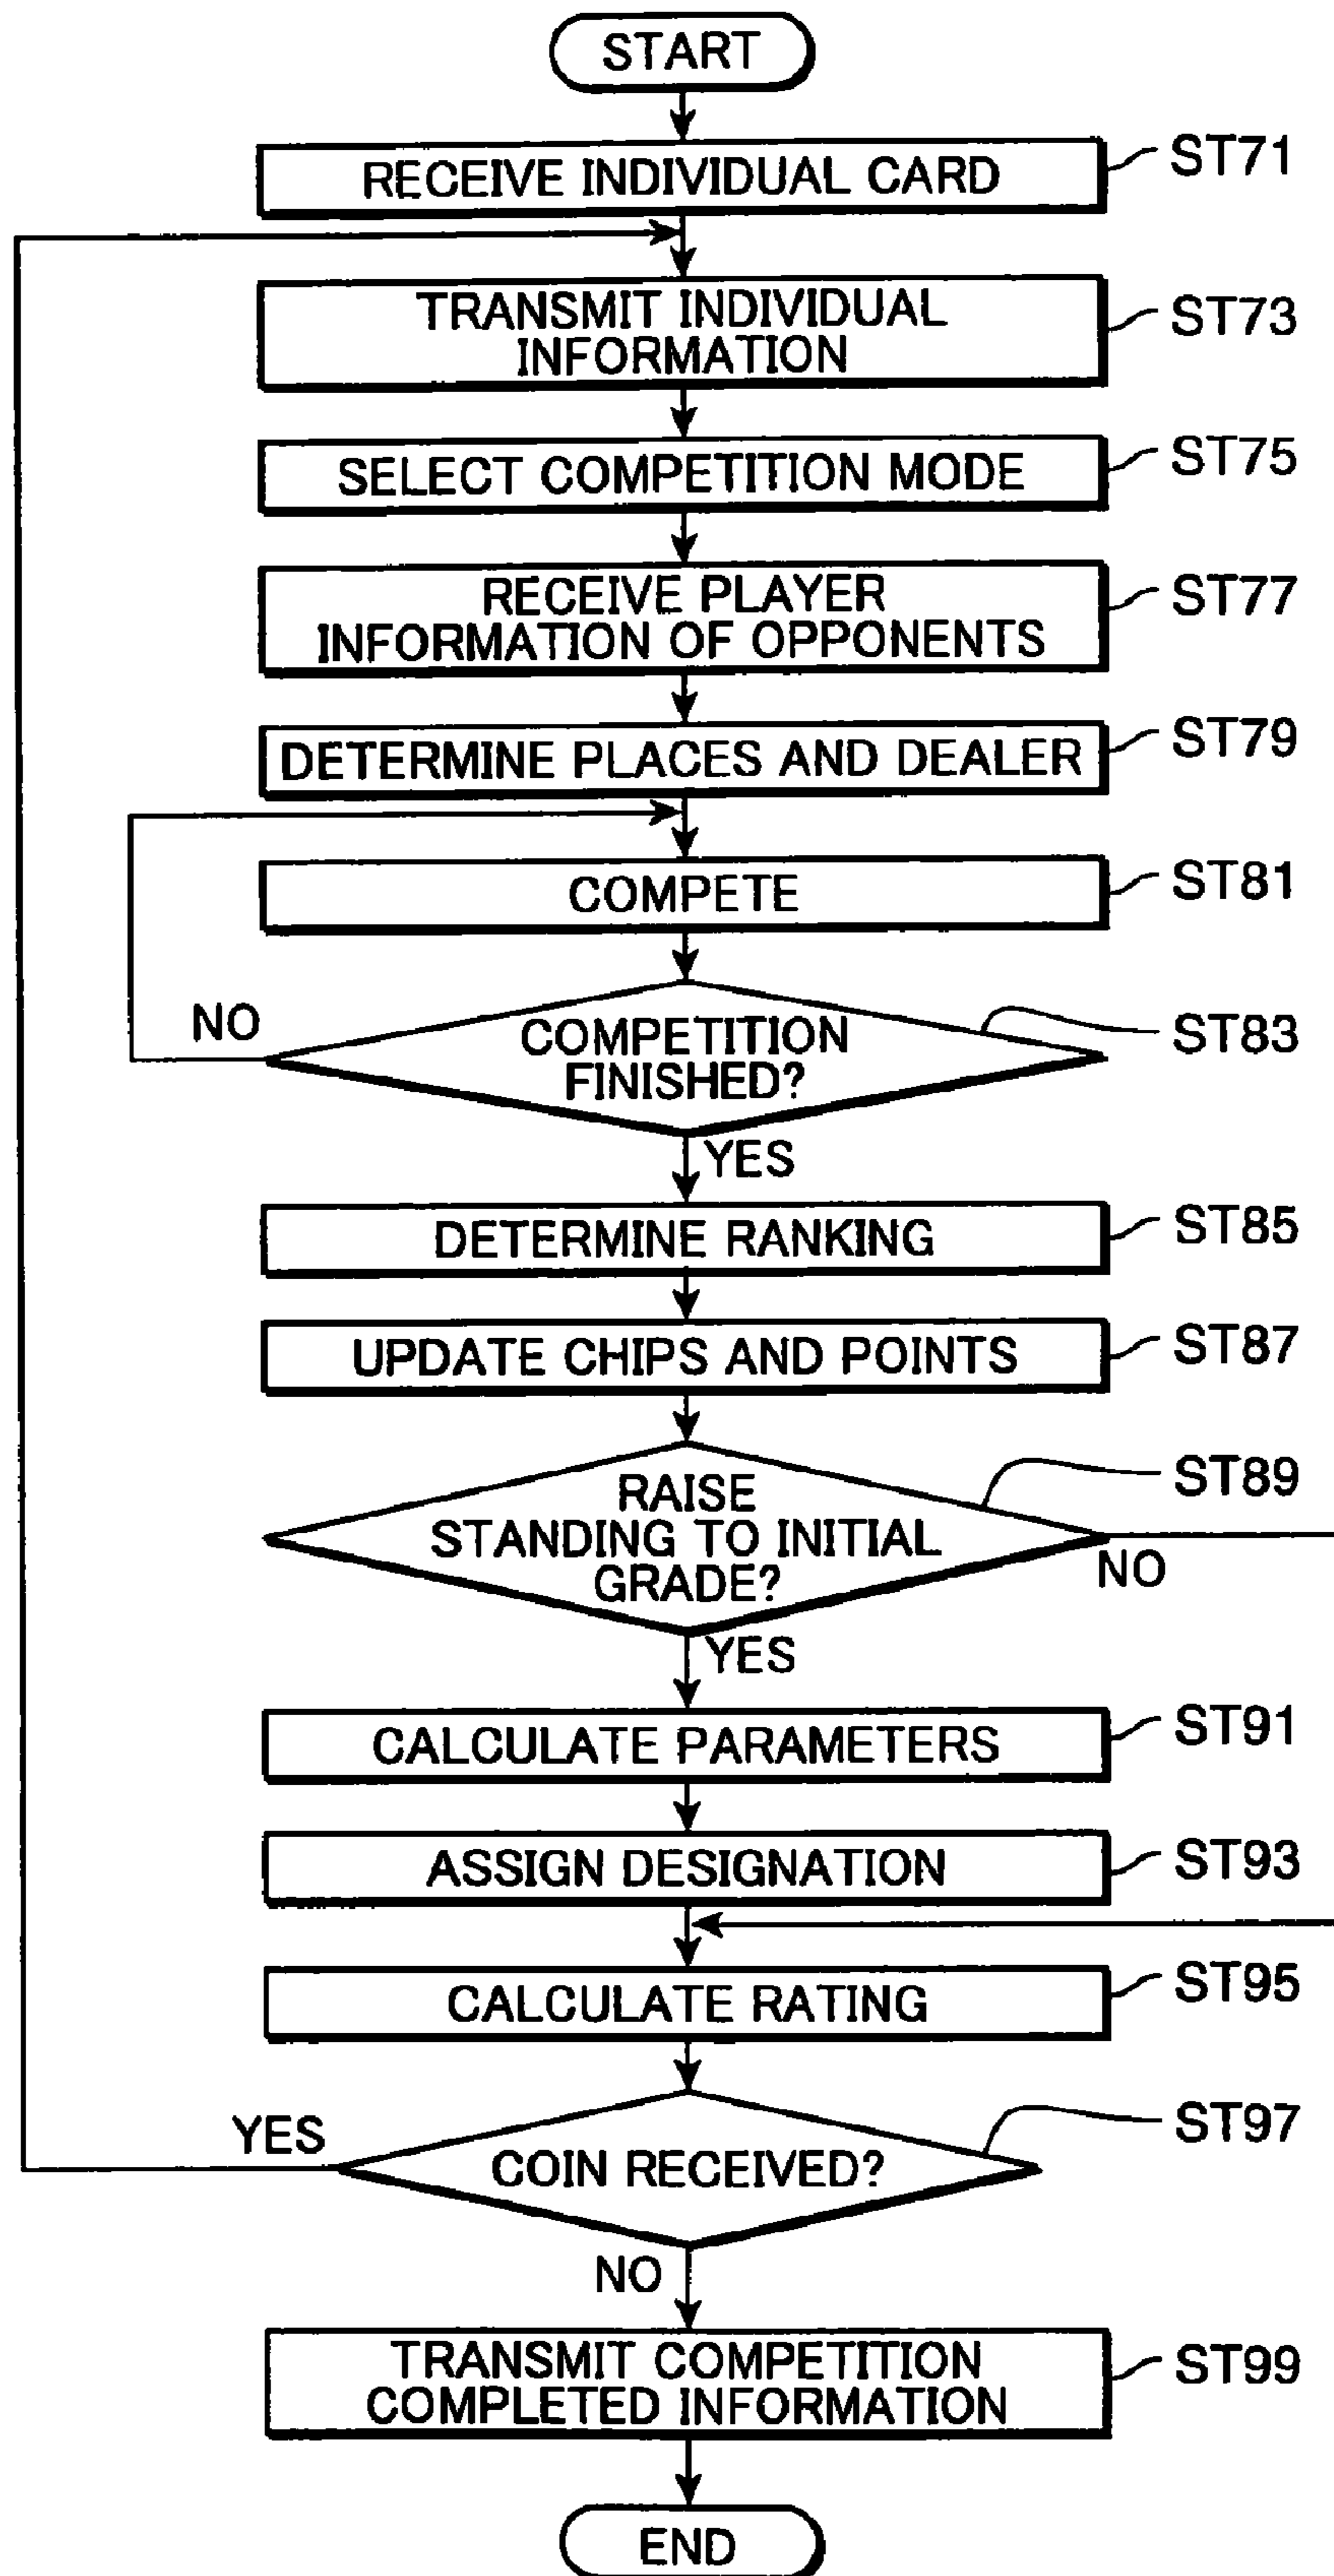 START
RECEIVE INDIVIDUAL CARD
ST71
TRANSMIT INDIVIDUAL
INFORMATION
ST73
SELECT COMPETITION MODE
ST75
RECEIVE PLAYER
INFORMATION OF OPPONENTS
ST77
DETERMINE PLACES AND DEALER
ST79
COMPETE
ST81
COMPETITION
FINISHED?
ST83
NO
YES
DETERMINE RANKING
ST85
UPDATE CHIPS AND POINTS
ST87
RAISE
STANDING TO INITIAL
GRADE?
ST89
NO
YES
CALCULATE PARAMETERS
ST91
ASSIGN DESIGNATION
ST93
CALCULATE RATING
ST95
COIN RECEIVED?
ST97
YES
NO
TRANSMIT COMPETITION
COMPLETED INFORMATION
ST99
END